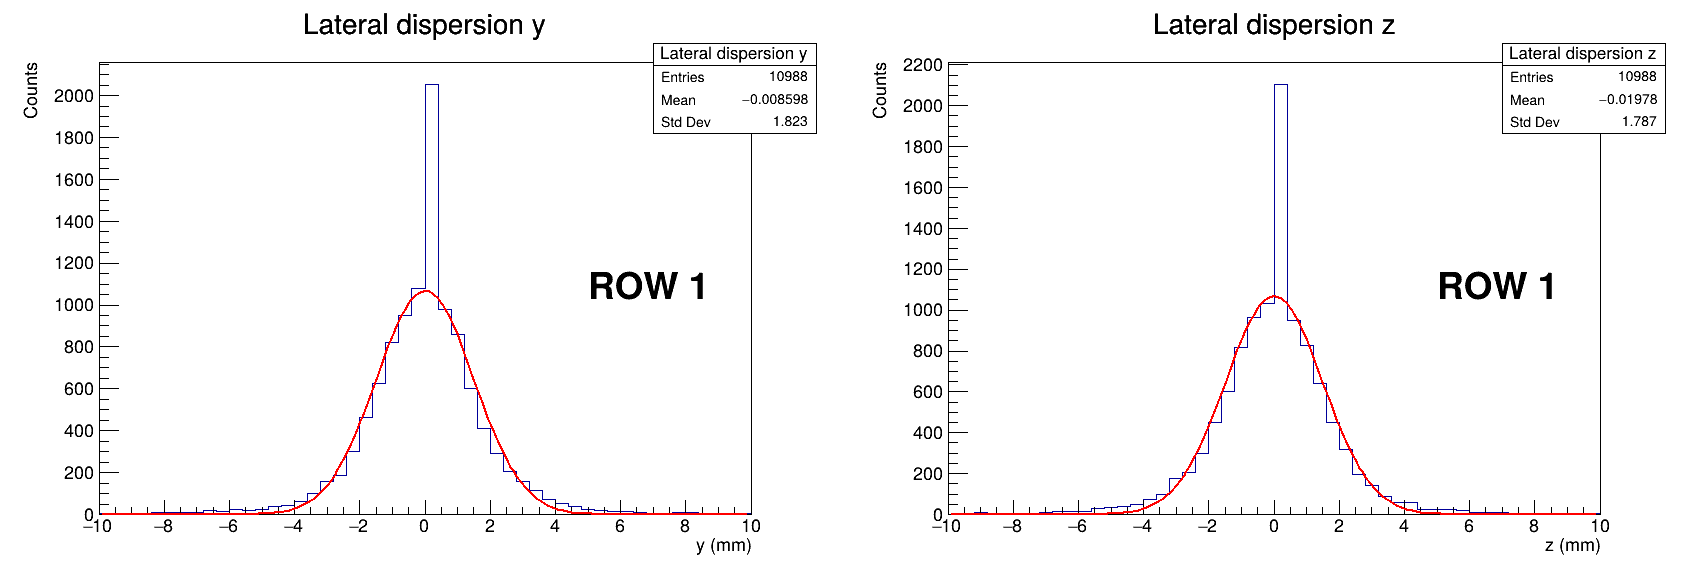 Lateral dispersion y
Lateral dispersion y
Entries 10988
Mean −0.008598
Std Dev 1.823
Counts
2000
1800
1600
1400
1200
1000
800
600
400
200
0
ROW 1
−10 −8 −6 −4 −2 0 2 4 6 8 10
y (mm)
Lateral dispersion z
Lateral dispersion z
Entries 10988
Mean −0.01978
Std Dev 1.787
Counts
2200
2000
1800
1600
1400
1200
1000
800
600
400
200
0
ROW 1
−10 −8 −6 −4 −2 0 2 4 6 8 10
z (mm)